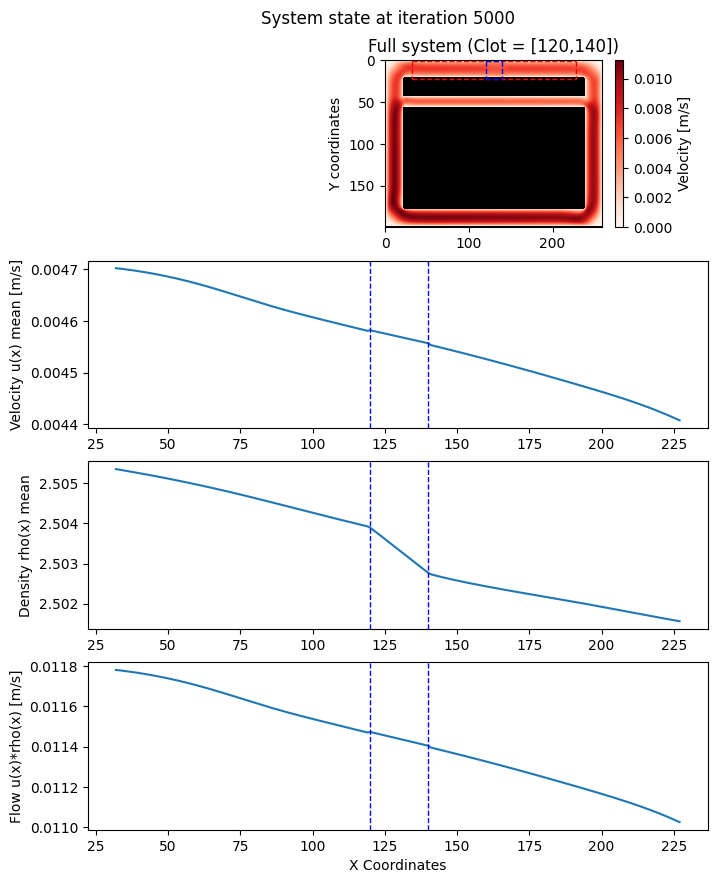 System state at iteration 5000
Full system (Clot = [120,140])
0
50
100
150
Y coordinates
0 100 200
0.010
0.008
0.006
0.004
0.002
0.000
Velocity [m/s]
0.0047
0.0046
0.0045
0.0044
Velocity u(x) mean [m/s]
25 50 75 100 125 150 175 200 225
2.505
2.504
2.503
2.502
Density rho(x) mean
25 50 75 100 125 150 175 200 225
0.0118
0.0116
0.0114
0.0112
0.0110
Flow u(x)*rho(x) [m/s]
25 50 75 100 125 150 175 200 225
X Coordinates